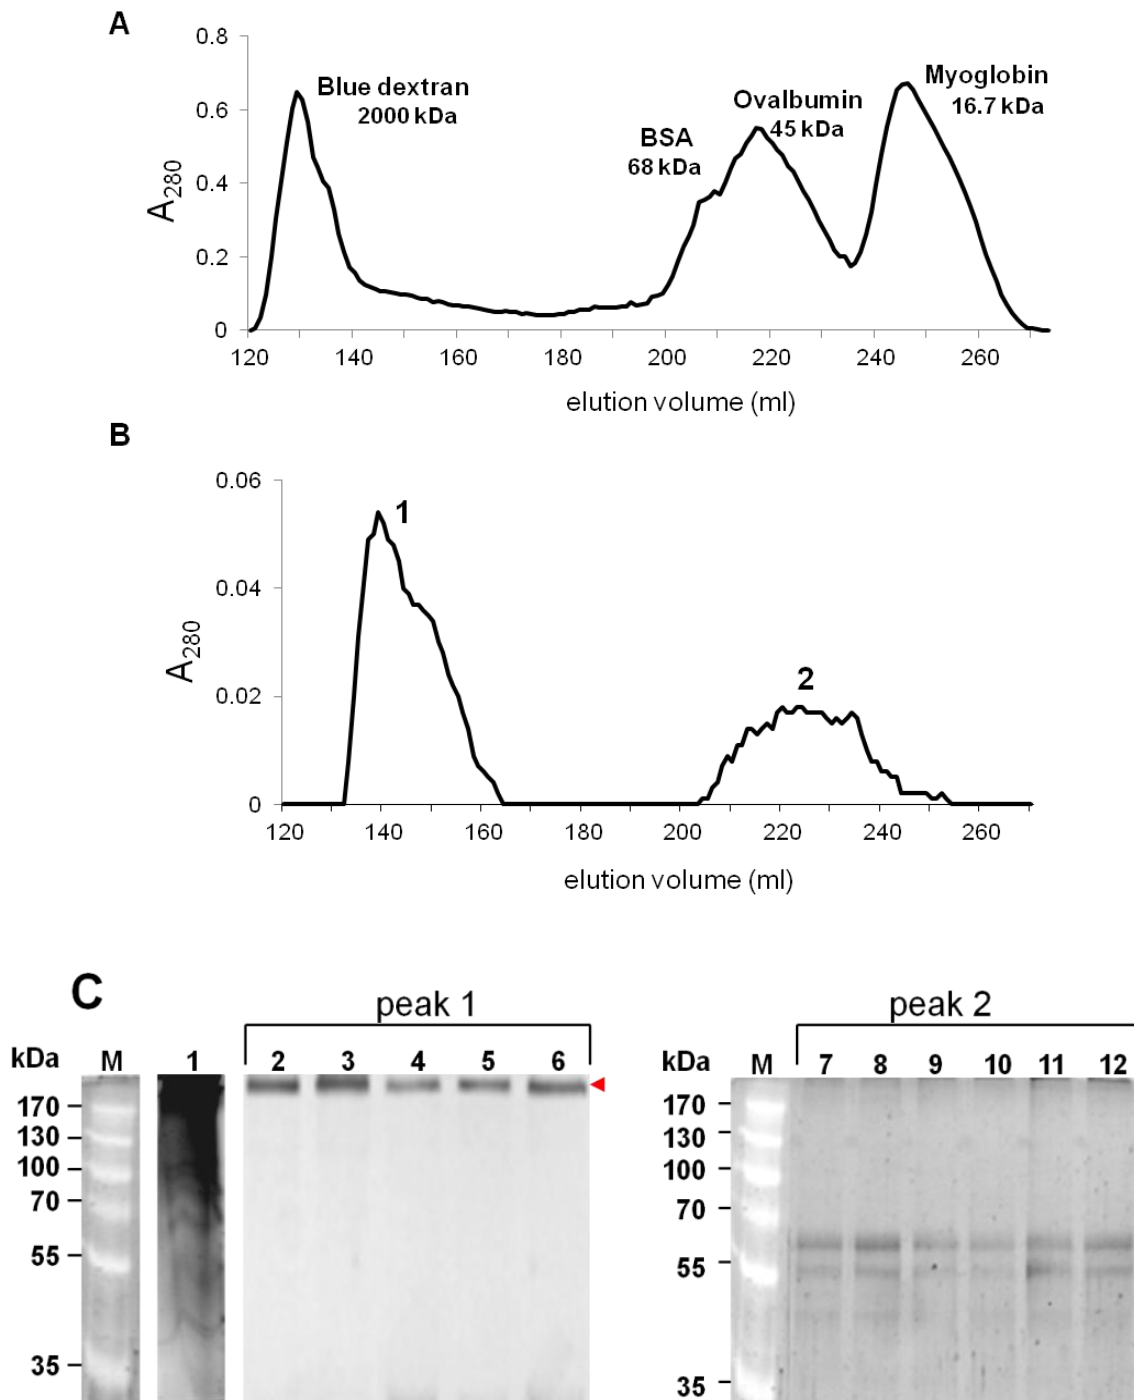 A
0.8
0.6
0.4
0.2
0
A280
Blue dextran
2000 kDa
BSA
68 kDa
Ovalbumin
45 kDa
Myoglobin
16.7 kDa
120 140 160 180 200 220 240 260
elution volume (ml)
B
0.06
0.04
0.02
0
A280
1
2
120 140 160 180 200 220 240 260
elution volume (ml)
C
peak 1
kDa M 1 2 3 4 5 6
170
130
100
70
55
35
peak 2
kDa M 7 8 9 10 11 12
170
130
100
70
55
35